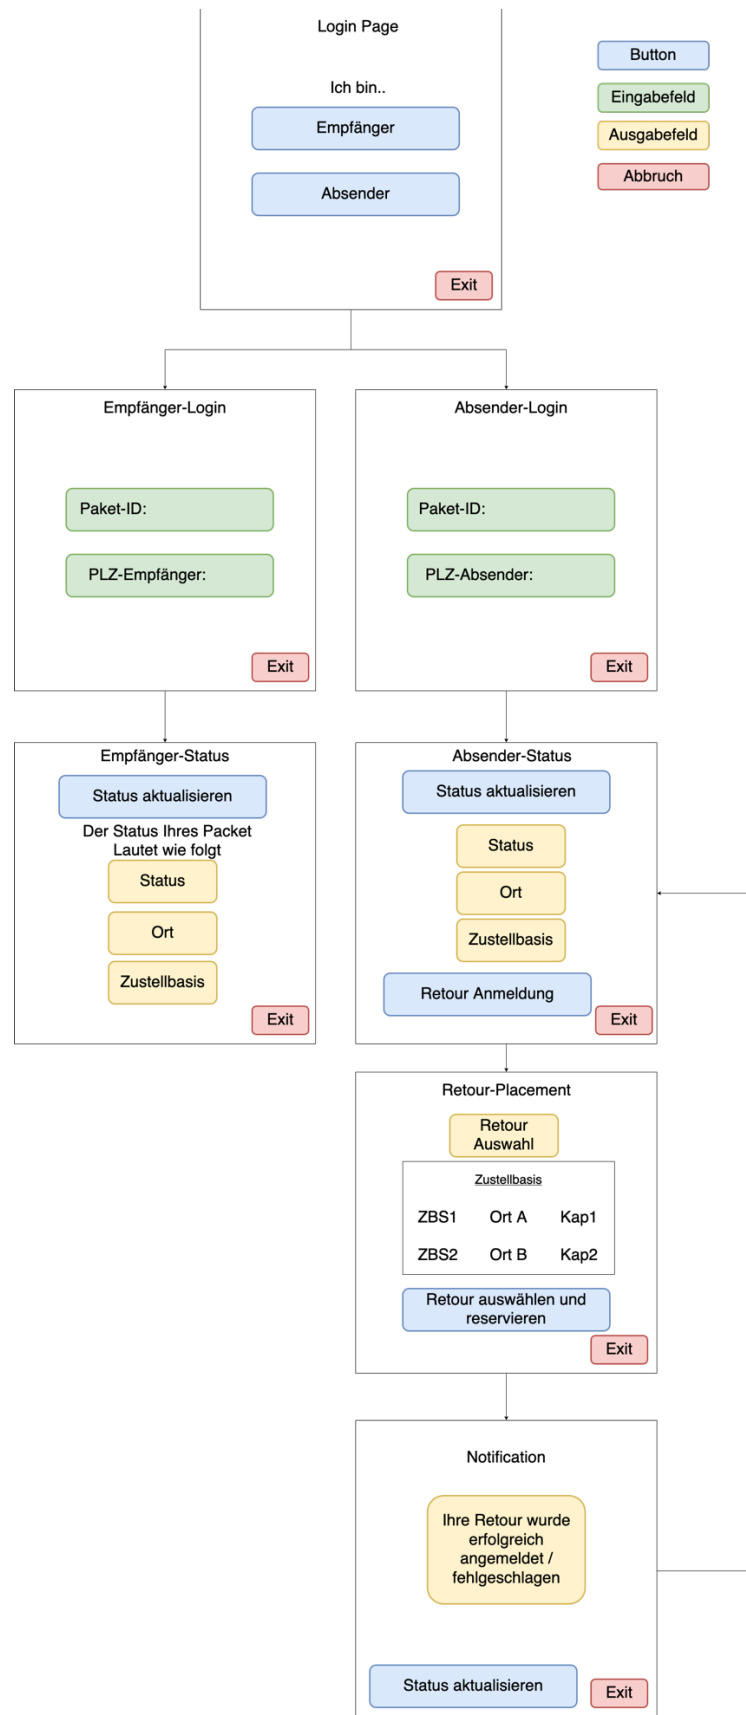 Login Page
Ich bin..
Empfänger
Absender
Exit
Button
Eingabefeld
Ausgabefeld
Abbruch
Empfänger-Login
Paket-ID:
PLZ-Empfänger:
Exit
Absender-Login
Paket-ID:
PLZ-Absender:
Exit
Empfänger-Status
Status aktualisieren
Der Status Ihres Packet
Lautet wie folgt
Status
Ort
Zustellbasis
Exit
Absender-Status
Status aktualisieren
Status
Ort
Zustellbasis
Retour Anmeldung
Exit
Retour-Placement
Retour
Auswahl
Zustellbasis
ZBS1 Ort A Kap1
ZBS2 Ort B Kap2
Retour auswählen und
reservieren
Exit
Notification
Ihre Retour wurde
erfolgreich
angemeldet /
fehlgeschlagen
Status aktualisieren
Exit